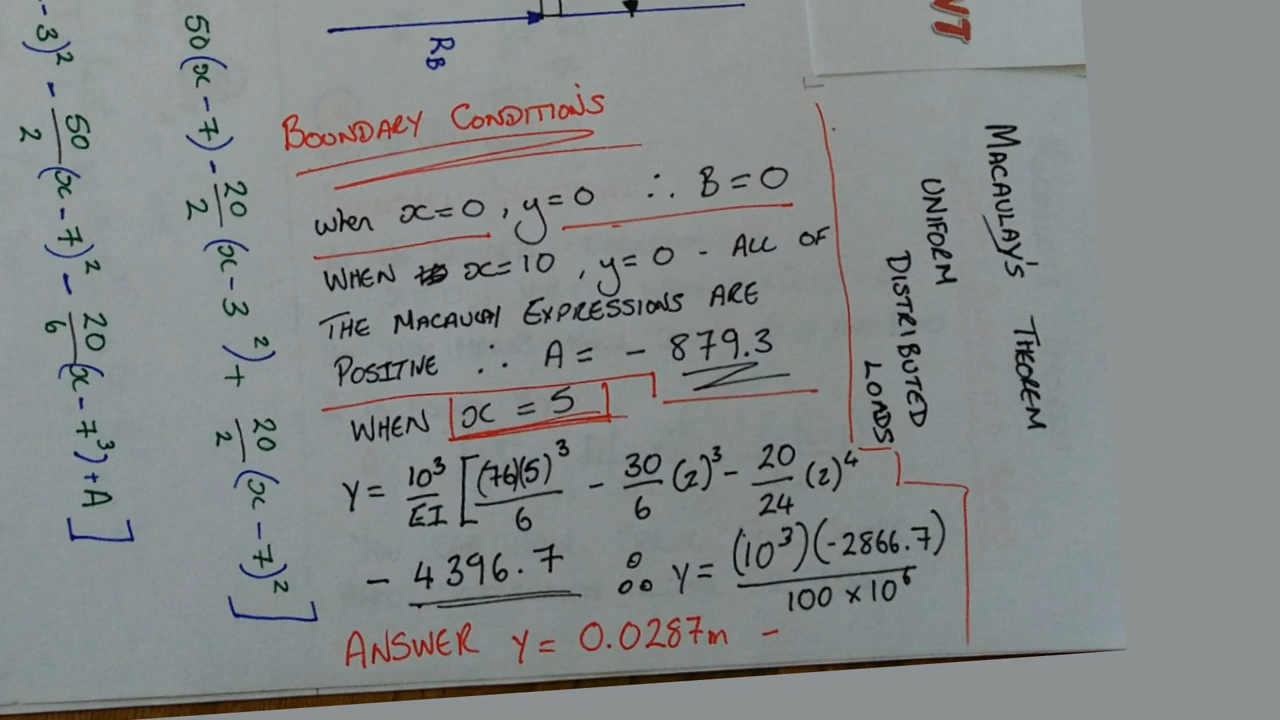 NT
MACAULAY'S THEOREM
UNIFORM
DISTRIBUTED
LOADS
R_B
BOUNDARY CONDITIONS
when x=0, y=0 ∴ B=0
WHEN x=10, y=0 - ALL OF
THE MACAULAY EXPRESSIONS ARE
POSITIVE ∴ A= - 879.3
WHEN x = 5
Y= 10³/EI [(76)(5)³/6 - 30/6 (2)³ - 20/24 (2)⁴
- 4396.7 ∴ Y= (10³)(-2866.7)/100 x 10⁶
ANSWER Y= 0.0287m -
50(x-7) - 20/2 (x-3²) + 20/2 (x-7)²]
-3)² - 50/2 (x-7)² - 20/6 (x-7³)+A]